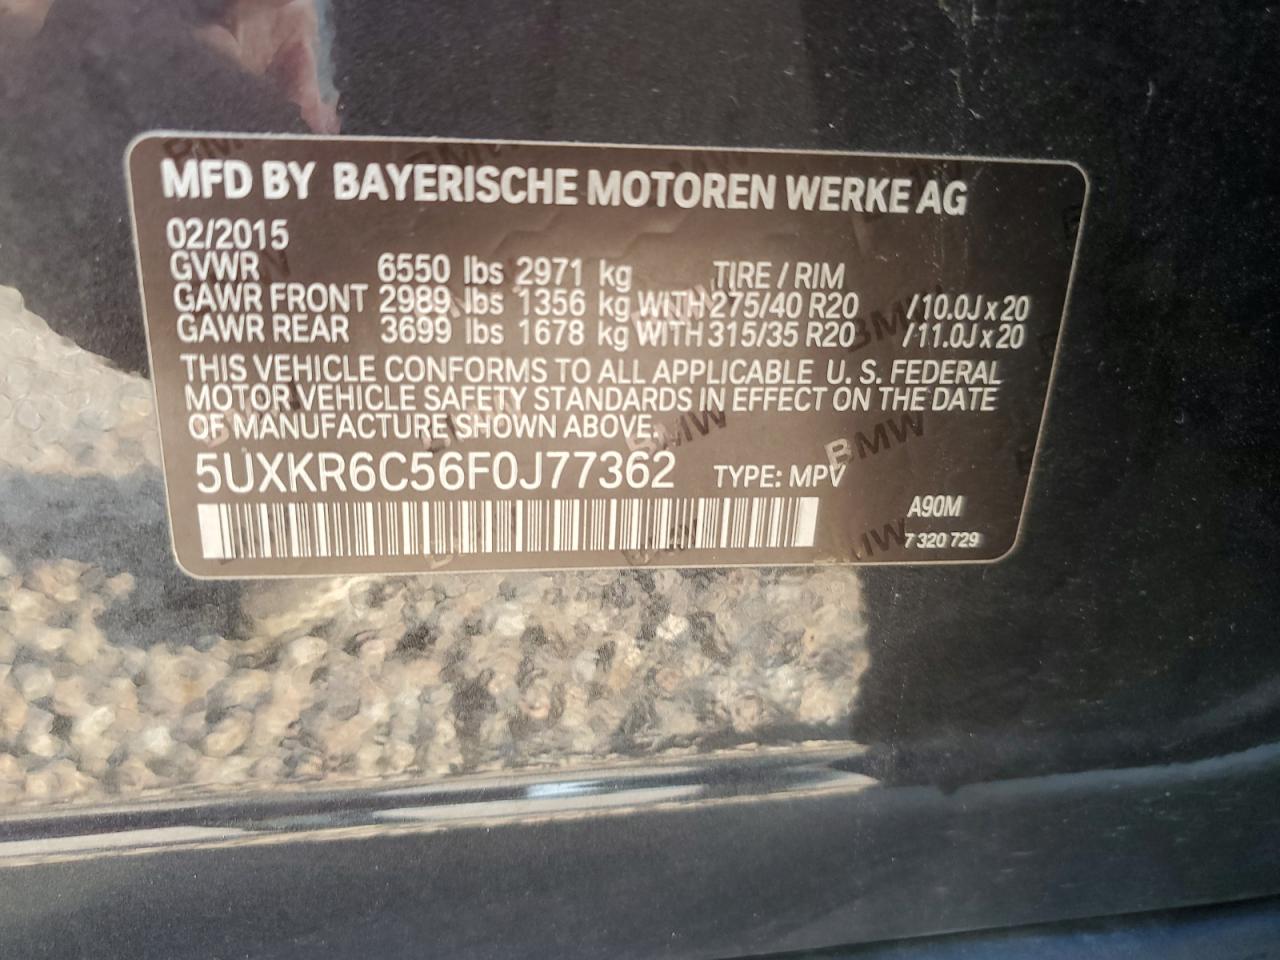 MFD BY BAYERISCHE MOTOREN WERKE AG
02/2015
GVWR 6550 lbs 2971 kg TIRE / RIM
GAWR FRONT 2989 lbs 1356 kg WITH 275/40 R20 /10.0J x 20
GAWR REAR 3699 lbs 1678 kg WITH 315/35 R20 /11.0J x 20
THIS VEHICLE CONFORMS TO ALL APPLICABLE U. S. FEDERAL
MOTOR VEHICLE SAFETY STANDARDS IN EFFECT ON THE DATE
OF MANUFACTURE SHOWN ABOVE.
5UXKR6C56F0J77362 TYPE: MPV
A90M
7 320 729